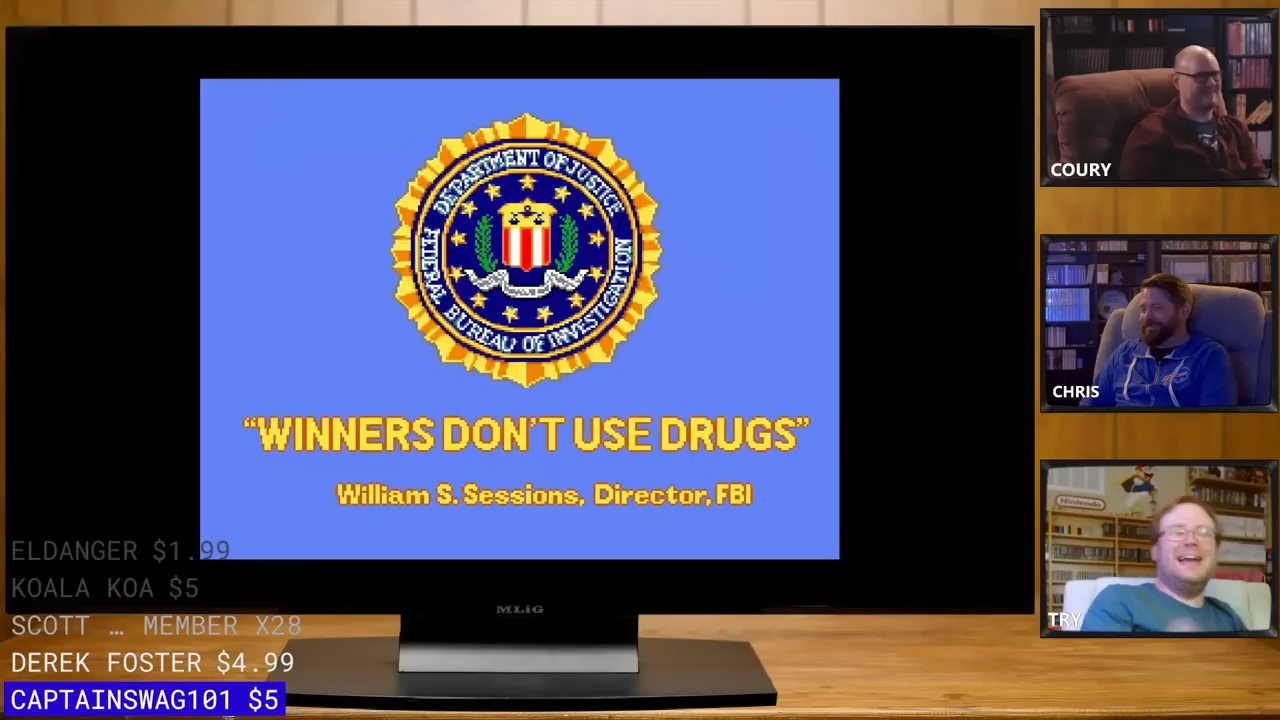 DEPARTMENT OF JUSTICE
FEDERAL BUREAU OF INVESTIGATION
“WINNERS DON'T USE DRUGS”
William S. Sessions, Director, FBI
MLiG
ELDANGER $1.99
KOALA KOA $5
SCOTT … MEMBER X28
DEREK FOSTER $4.99
CAPTAINSWAG101 $5
COURY
CHRIS
Nintendo
TRY